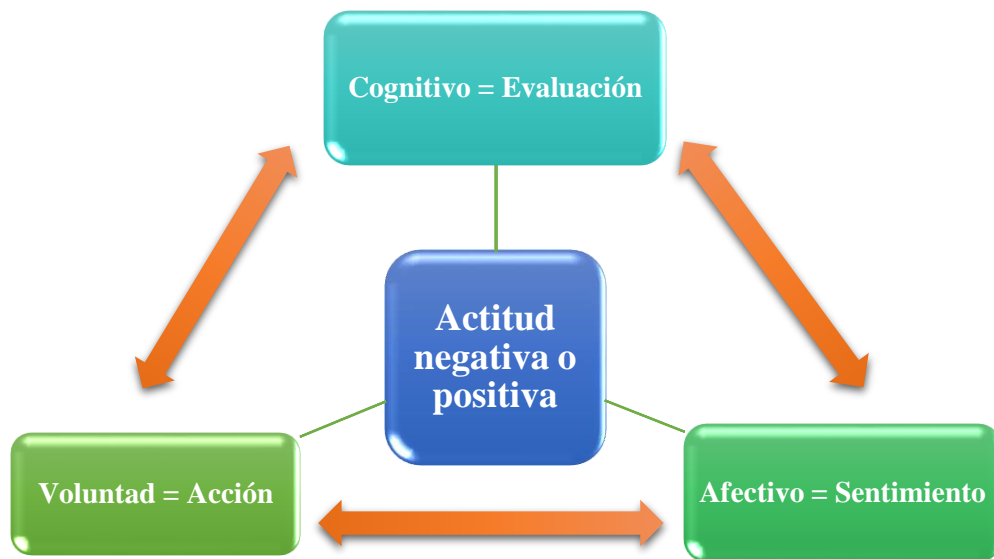 Cognitivo = Evaluación
Actitud
negativa o
positiva
Voluntad = Acción
Afectivo = Sentimiento